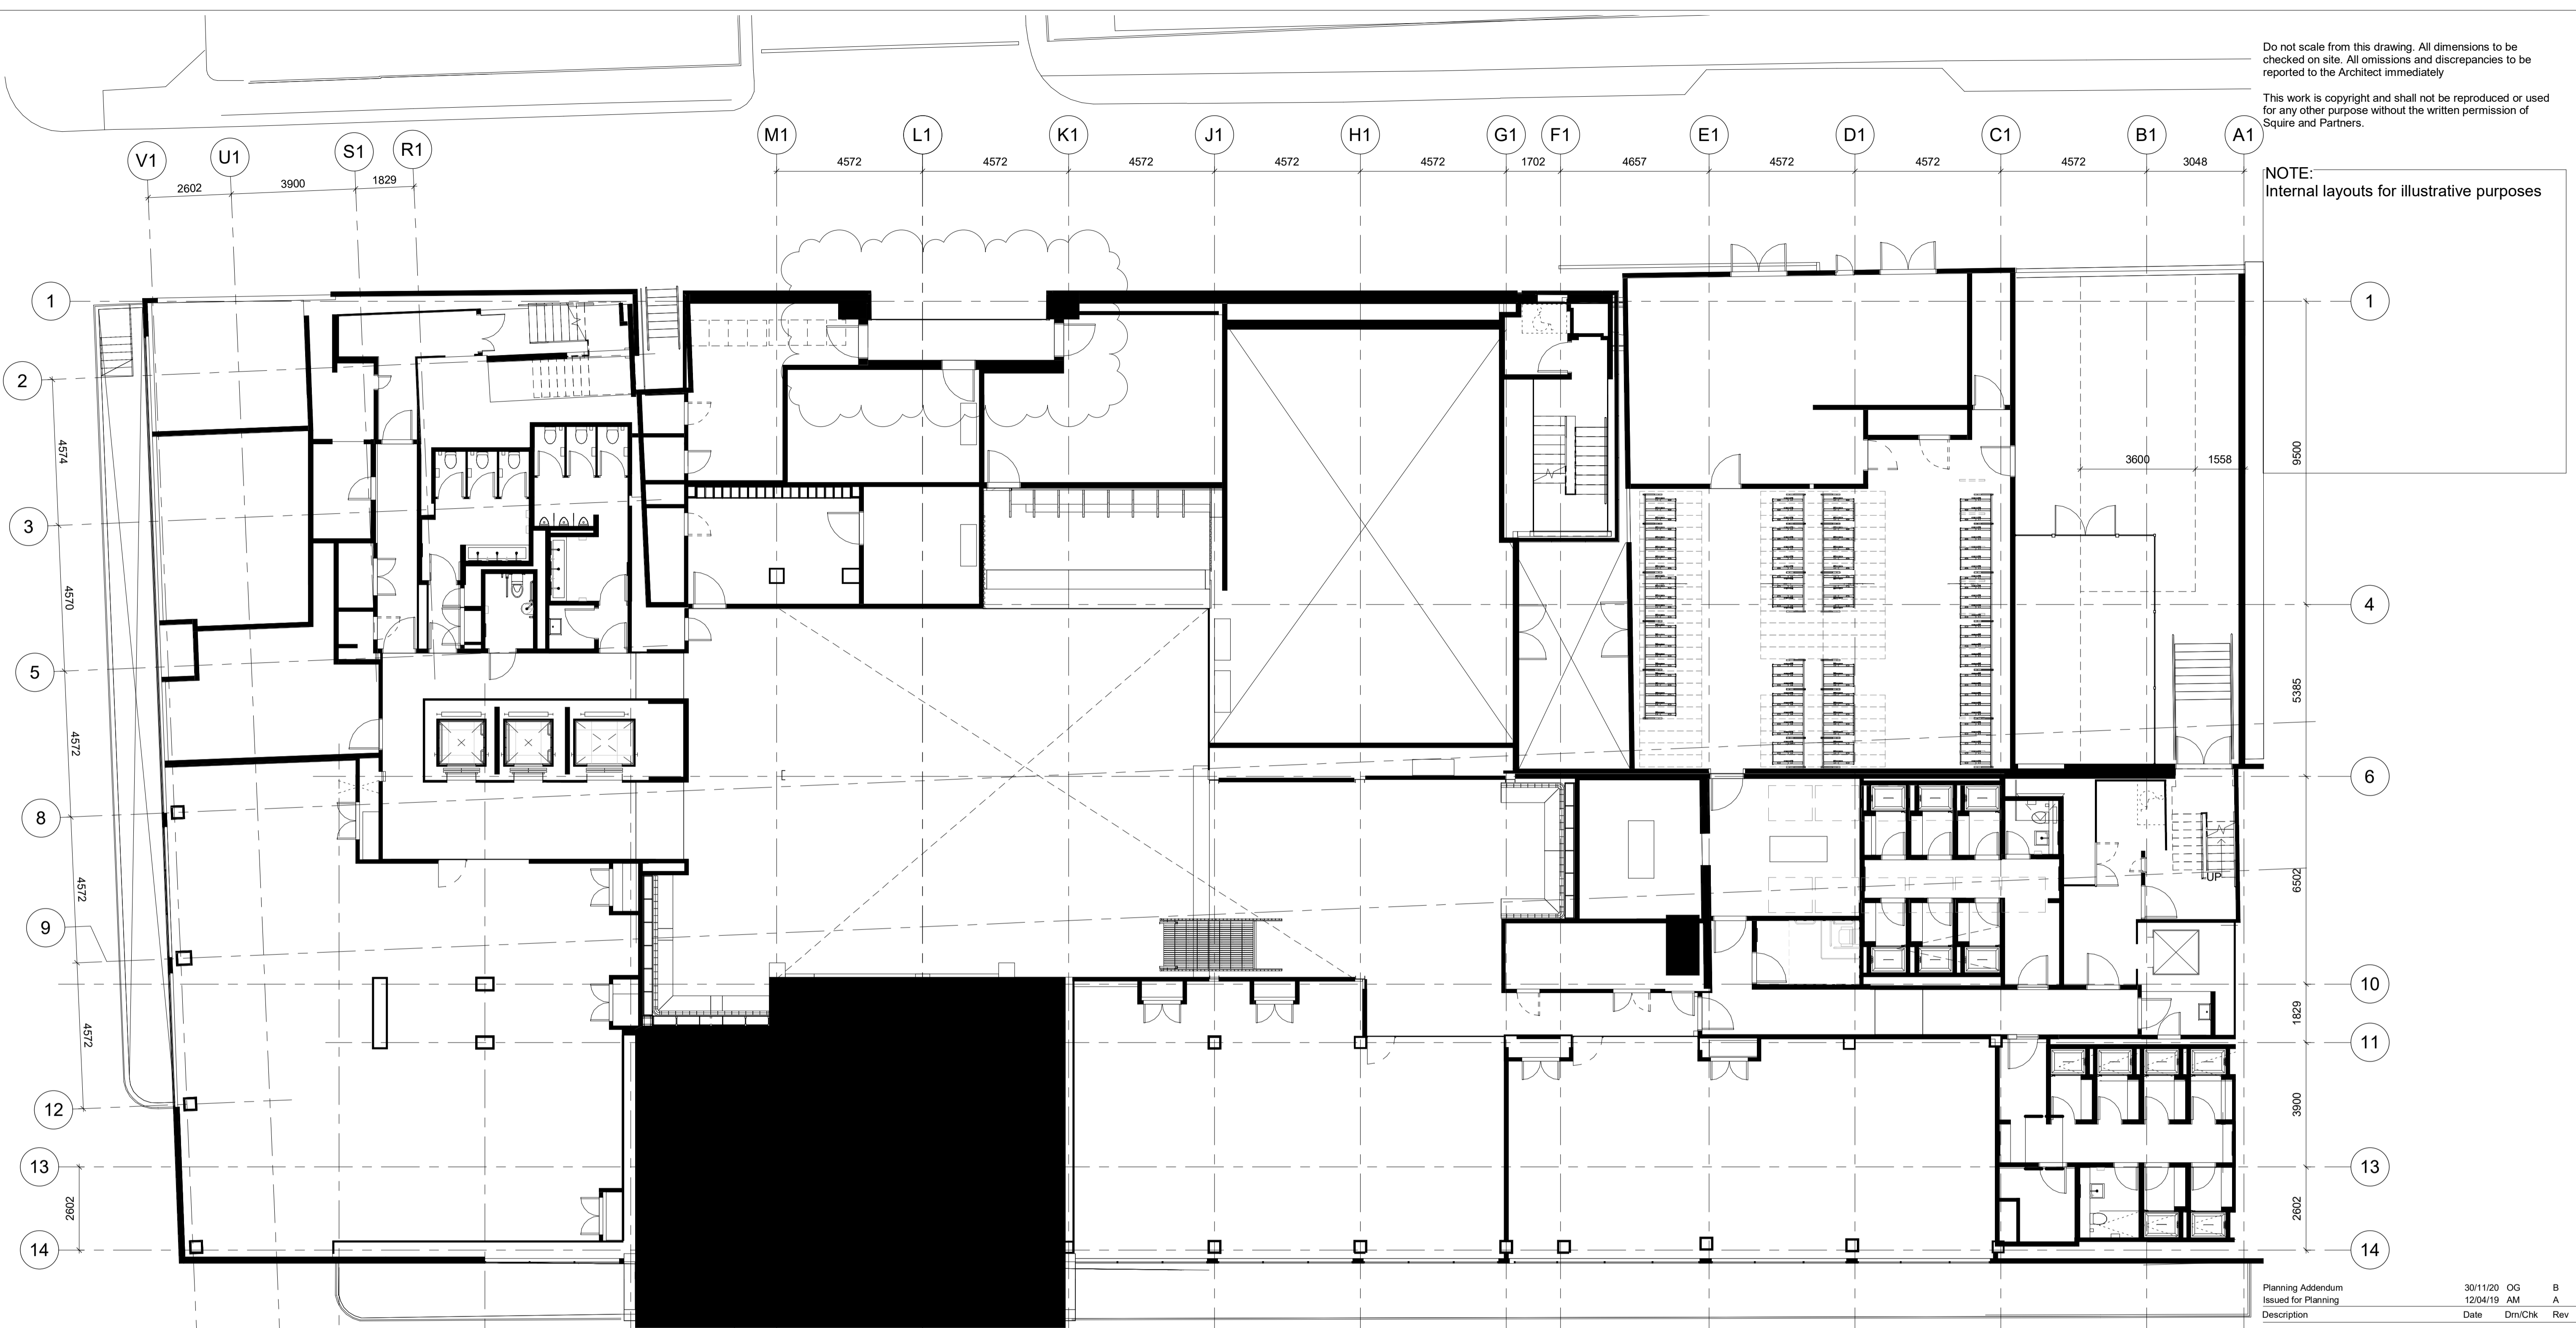 Do not scale from this drawing. All dimensions to be
checked on site. All omissions and discrepancies to be
reported to the Architect immediately
This work is copyright and shall not be reproduced or used
for any other purpose without the written permission of
Squire and Partners.
NOTE:
Internal layouts for illustrative purposes
V1 U1 S1 R1 M1 L1 K1 J1 H1 G1 F1 E1 D1 C1 B1 A1
2602 3900 1829 4572 4572 4572 4572 4572 1702 4657 4572 4572 4572 3048
1 1
2
4574
9500
3600 1558
3
4570
4
5
5385
4572
6
8
4572
6502
UP
9
10
4572
1829
11
12
3900
13 13
2602 2602
14 14
Planning Addendum 30/11/20 OG B
Issued for Planning 12/04/19 AM A
Description Date Drn/Chk Rev